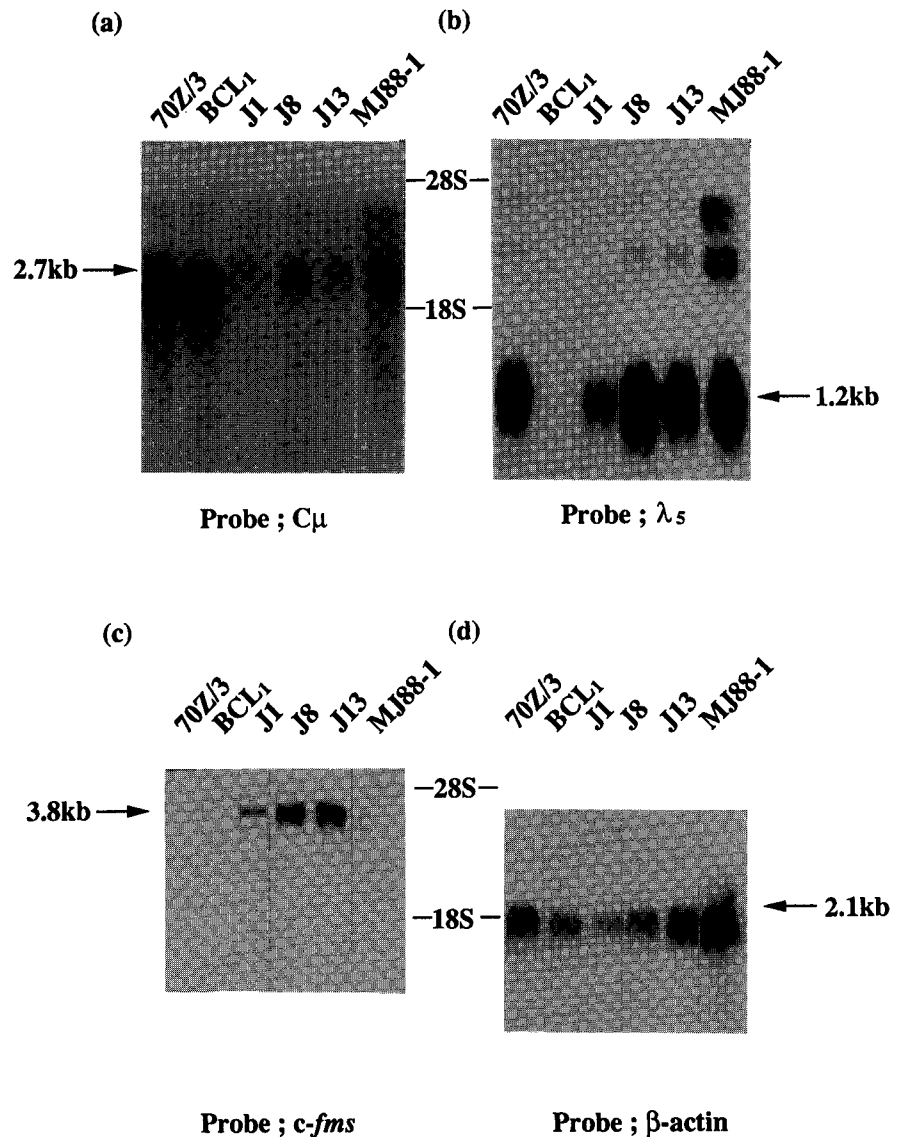 (a)
70Z/3 BCL₁ J1 J8 J13 MJ88-1
2.7kb
Probe ; Cμ
28S
18S
(b)
70Z/3 BCL₁ J1 J8 J13 MJ88-1
1.2kb
Probe ; λ₅
(c)
70Z/3 BCL₁ J1 J8 J13 MJ88-1
3.8kb
Probe ; c-fms
28S
18S
(d)
70Z/3 BCL₁ J1 J8 J13 MJ88-1
2.1kb
Probe ; β-actin